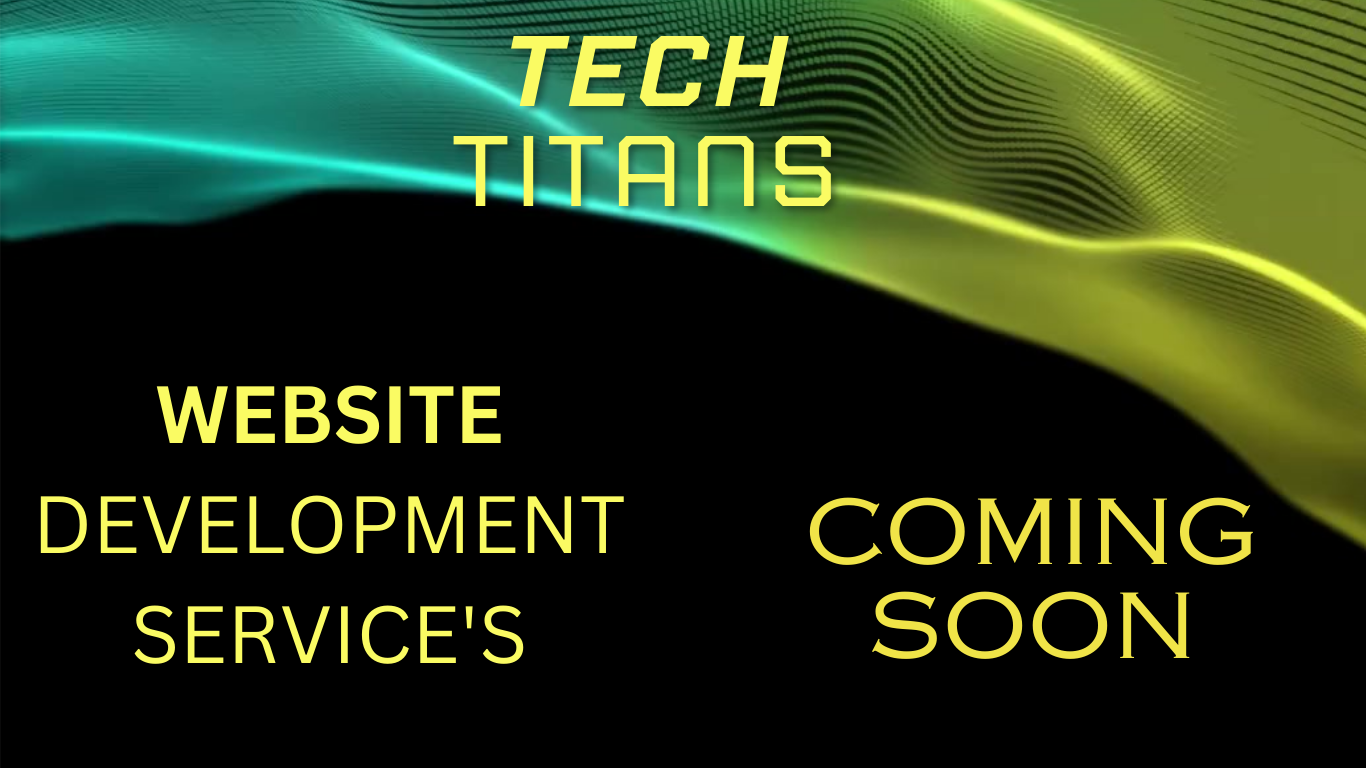 TECH
TITANS
WEBSITE
DEVELOPMENT
SERVICE'S
COMING
SOON